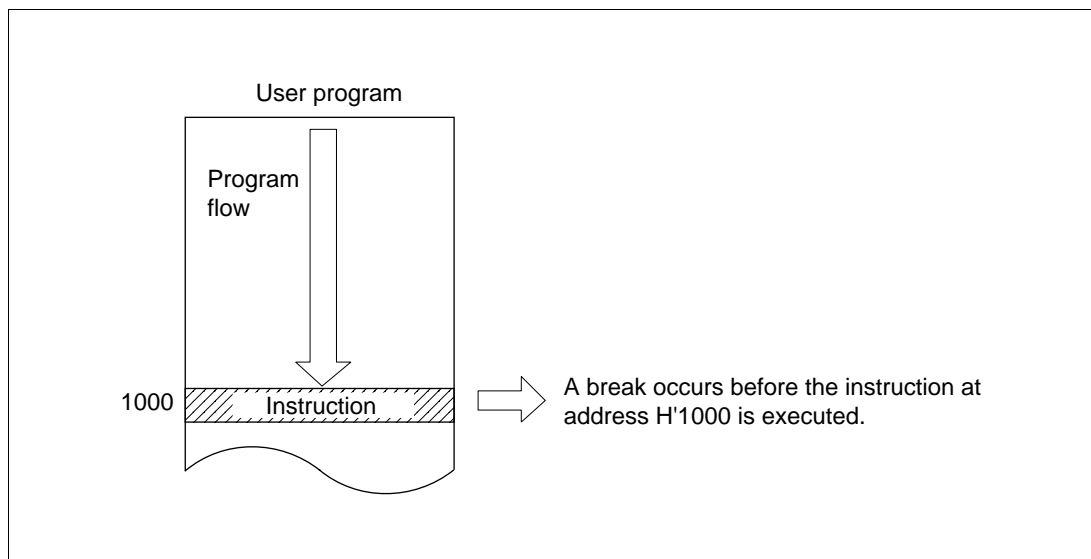 User program
Program
flow
1000
Instruction
A break occurs before the instruction at
address H'1000 is executed.